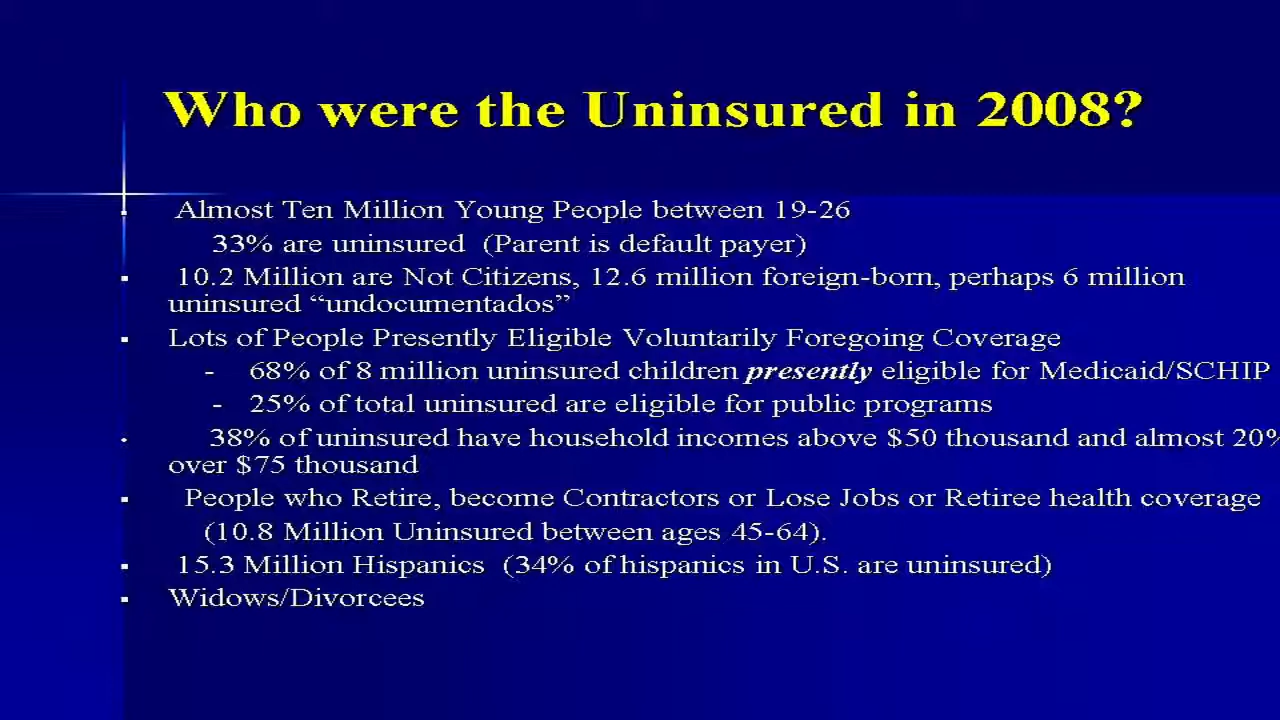 Who were the Uninsured in 2008?
▪ Almost Ten Million Young People between 19-26
33% are uninsured (Parent is default payer)
▪ 10.2 Million are Not Citizens, 12.6 million foreign-born, perhaps 6 million
uninsured “undocumentados”
▪ Lots of People Presently Eligible Voluntarily Foregoing Coverage
- 68% of 8 million uninsured children presently eligible for Medicaid/SCHIP
- 25% of total uninsured are eligible for public programs
▪ 38% of uninsured have household incomes above $50 thousand and almost 20%
over $75 thousand
▪ People who Retire, become Contractors or Lose Jobs or Retiree health coverage
(10.8 Million Uninsured between ages 45-64).
▪ 15.3 Million Hispanics (34% of hispanics in U.S. are uninsured)
▪ Widows/Divorcees